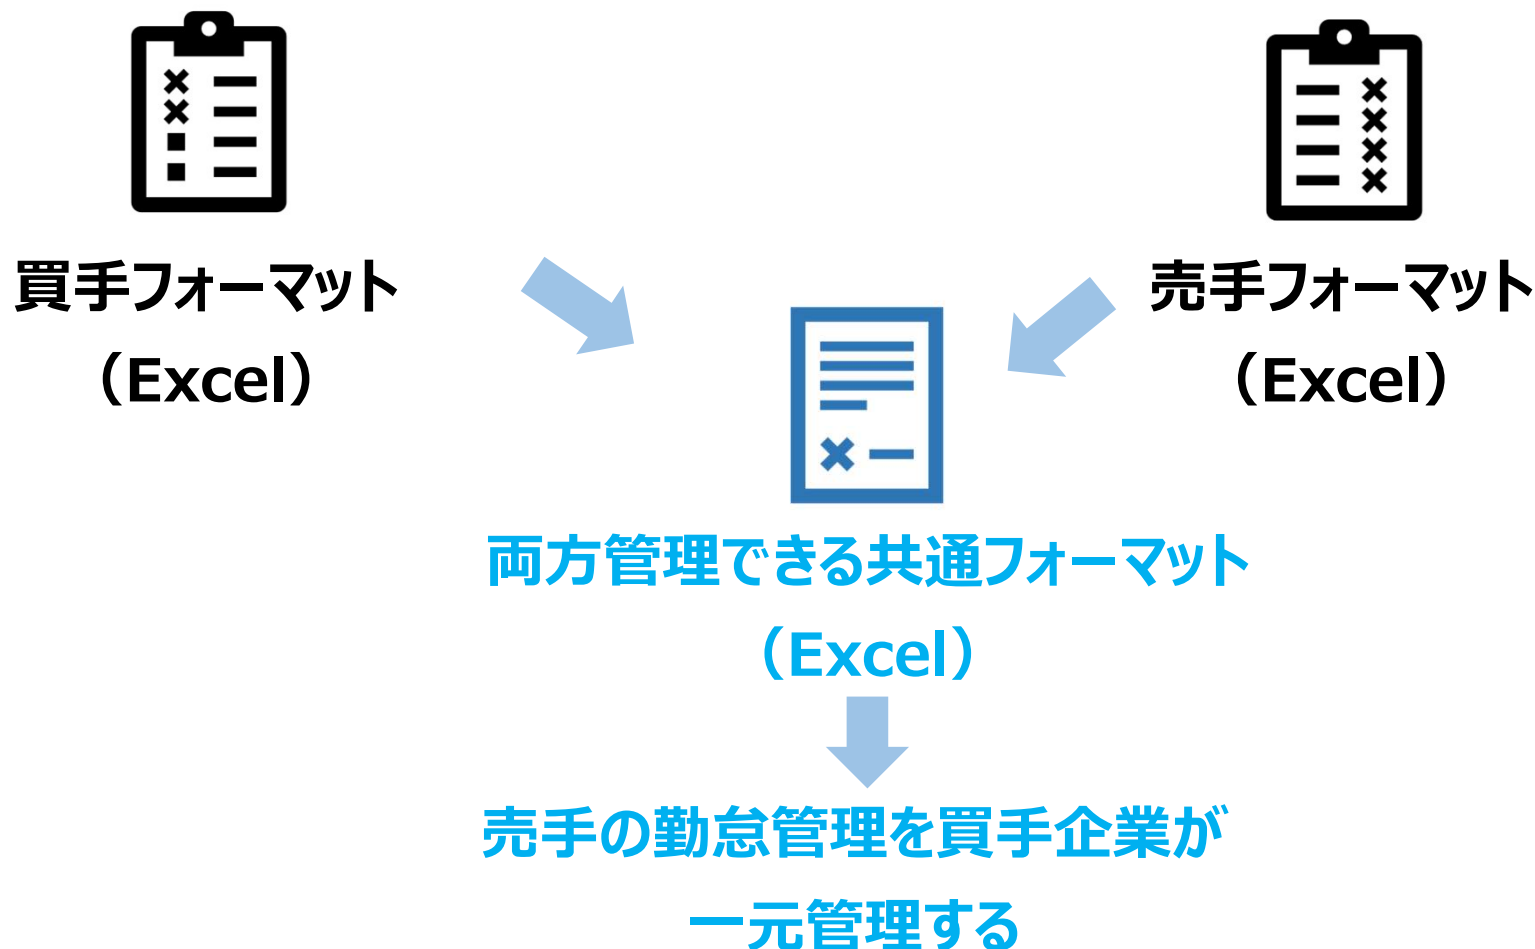 買手フォーマット
（Excel）
売手フォーマット
（Excel）
両方管理できる共通フォーマット
（Excel）
売手の勤怠管理を買手企業が
一元管理する